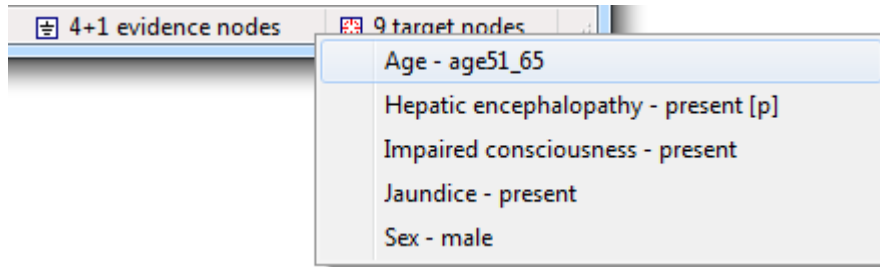 4+1 evidence nodes
9 target nodes
Age - age51_65
Hepatic encephalopathy - present [p]
Impaired consciousness - present
Jaundice - present
Sex - male